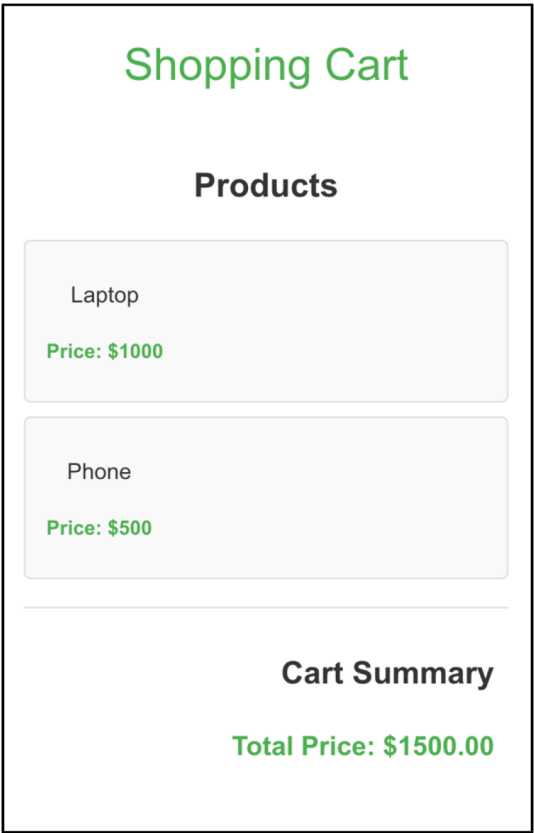 Shopping Cart
Products
Laptop
Price: $1000
Phone
Price: $500
Cart Summary
Total Price: $1500.00